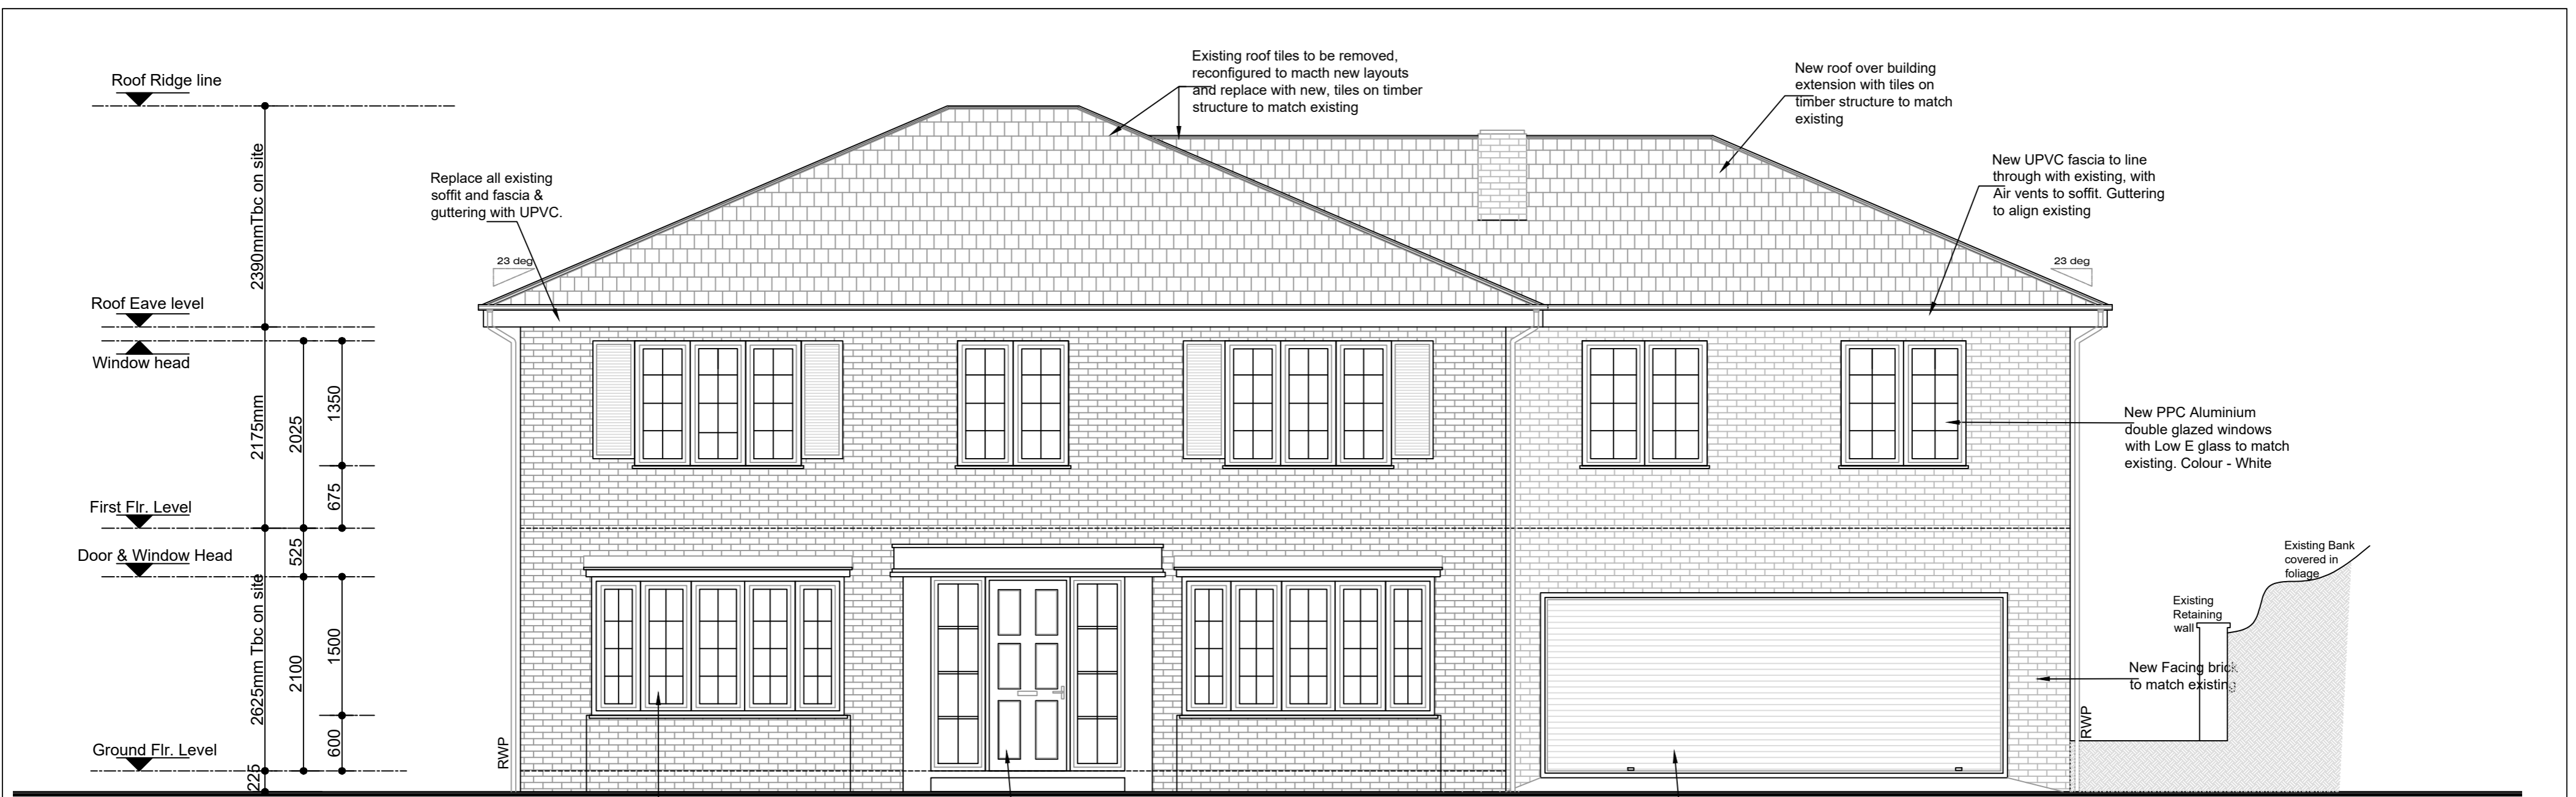 Roof Ridge line
2390mmTbc on site
Roof Eave level
Window head
2175mm
2025
1350
675
First Flr. Level
Door & Window Head
525
2625mm Tbc on site
2100
1500
600
Ground Flr. Level
225
Replace all existing
soffit and fascia &
guttering with UPVC.
23 deg
Existing roof tiles to be removed,
reconfigured to macth new layouts
and replace with new, tiles on timber
structure to match existing
New roof over building
extension with tiles on
timber structure to match
existing
New UPVC fascia to line
through with existing, with
Air vents to soffit. Guttering
to align existing
23 deg
New PPC Aluminium
double glazed windows
with Low E glass to match
existing. Colour - White
Existing Bank
covered in
foliage
Existing
Retaining
wall
New Facing brick
to match existing
RWP
RWP